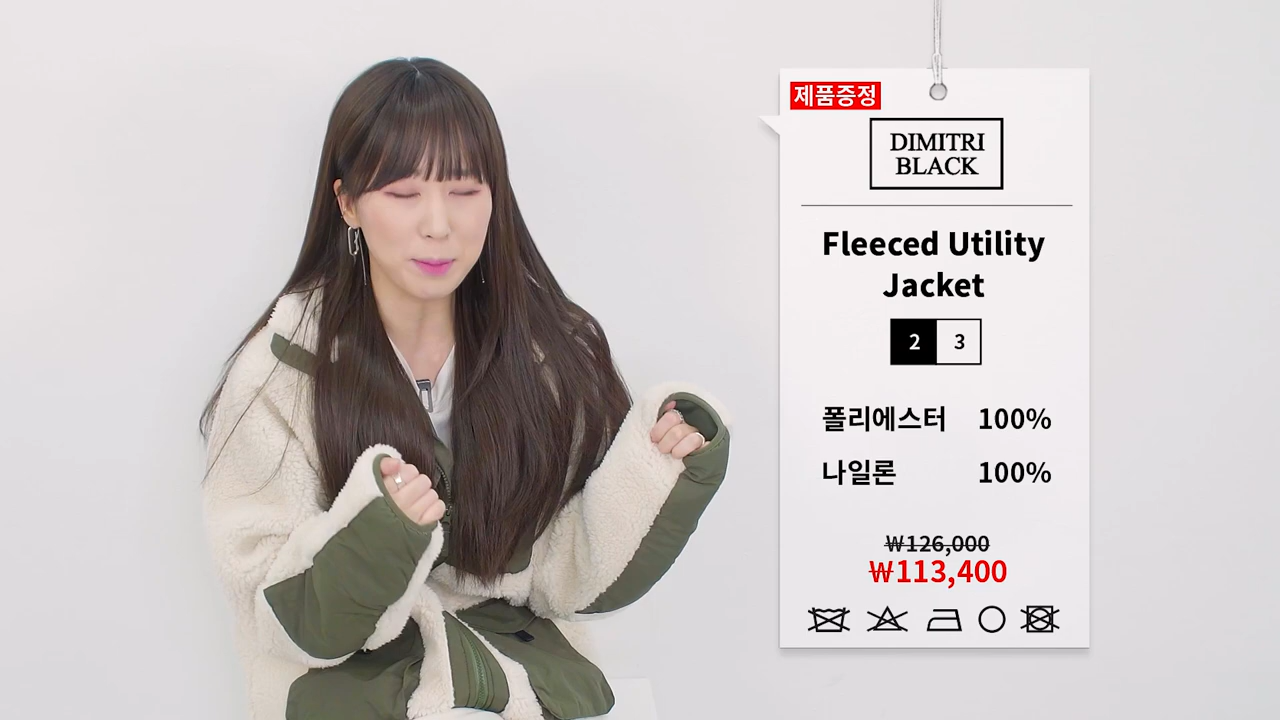 제품증정
DIMITRI
BLACK
Fleeced Utility
Jacket
2 3
폴리에스터 100%
나일론 100%
₩126,000
₩113,400